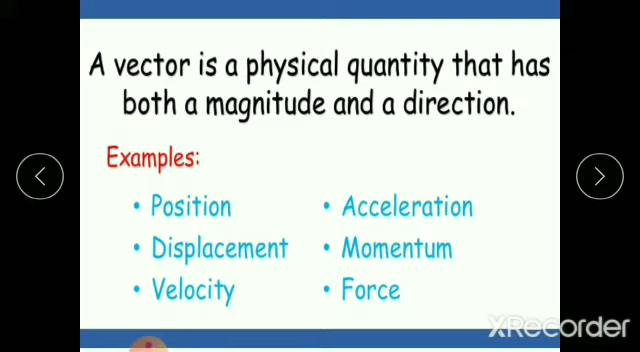 A vector is a physical quantity that has
both a magnitude and a direction.
Examples:
• Position
• Displacement
• Velocity
• Acceleration
• Momentum
• Force
XRecorder